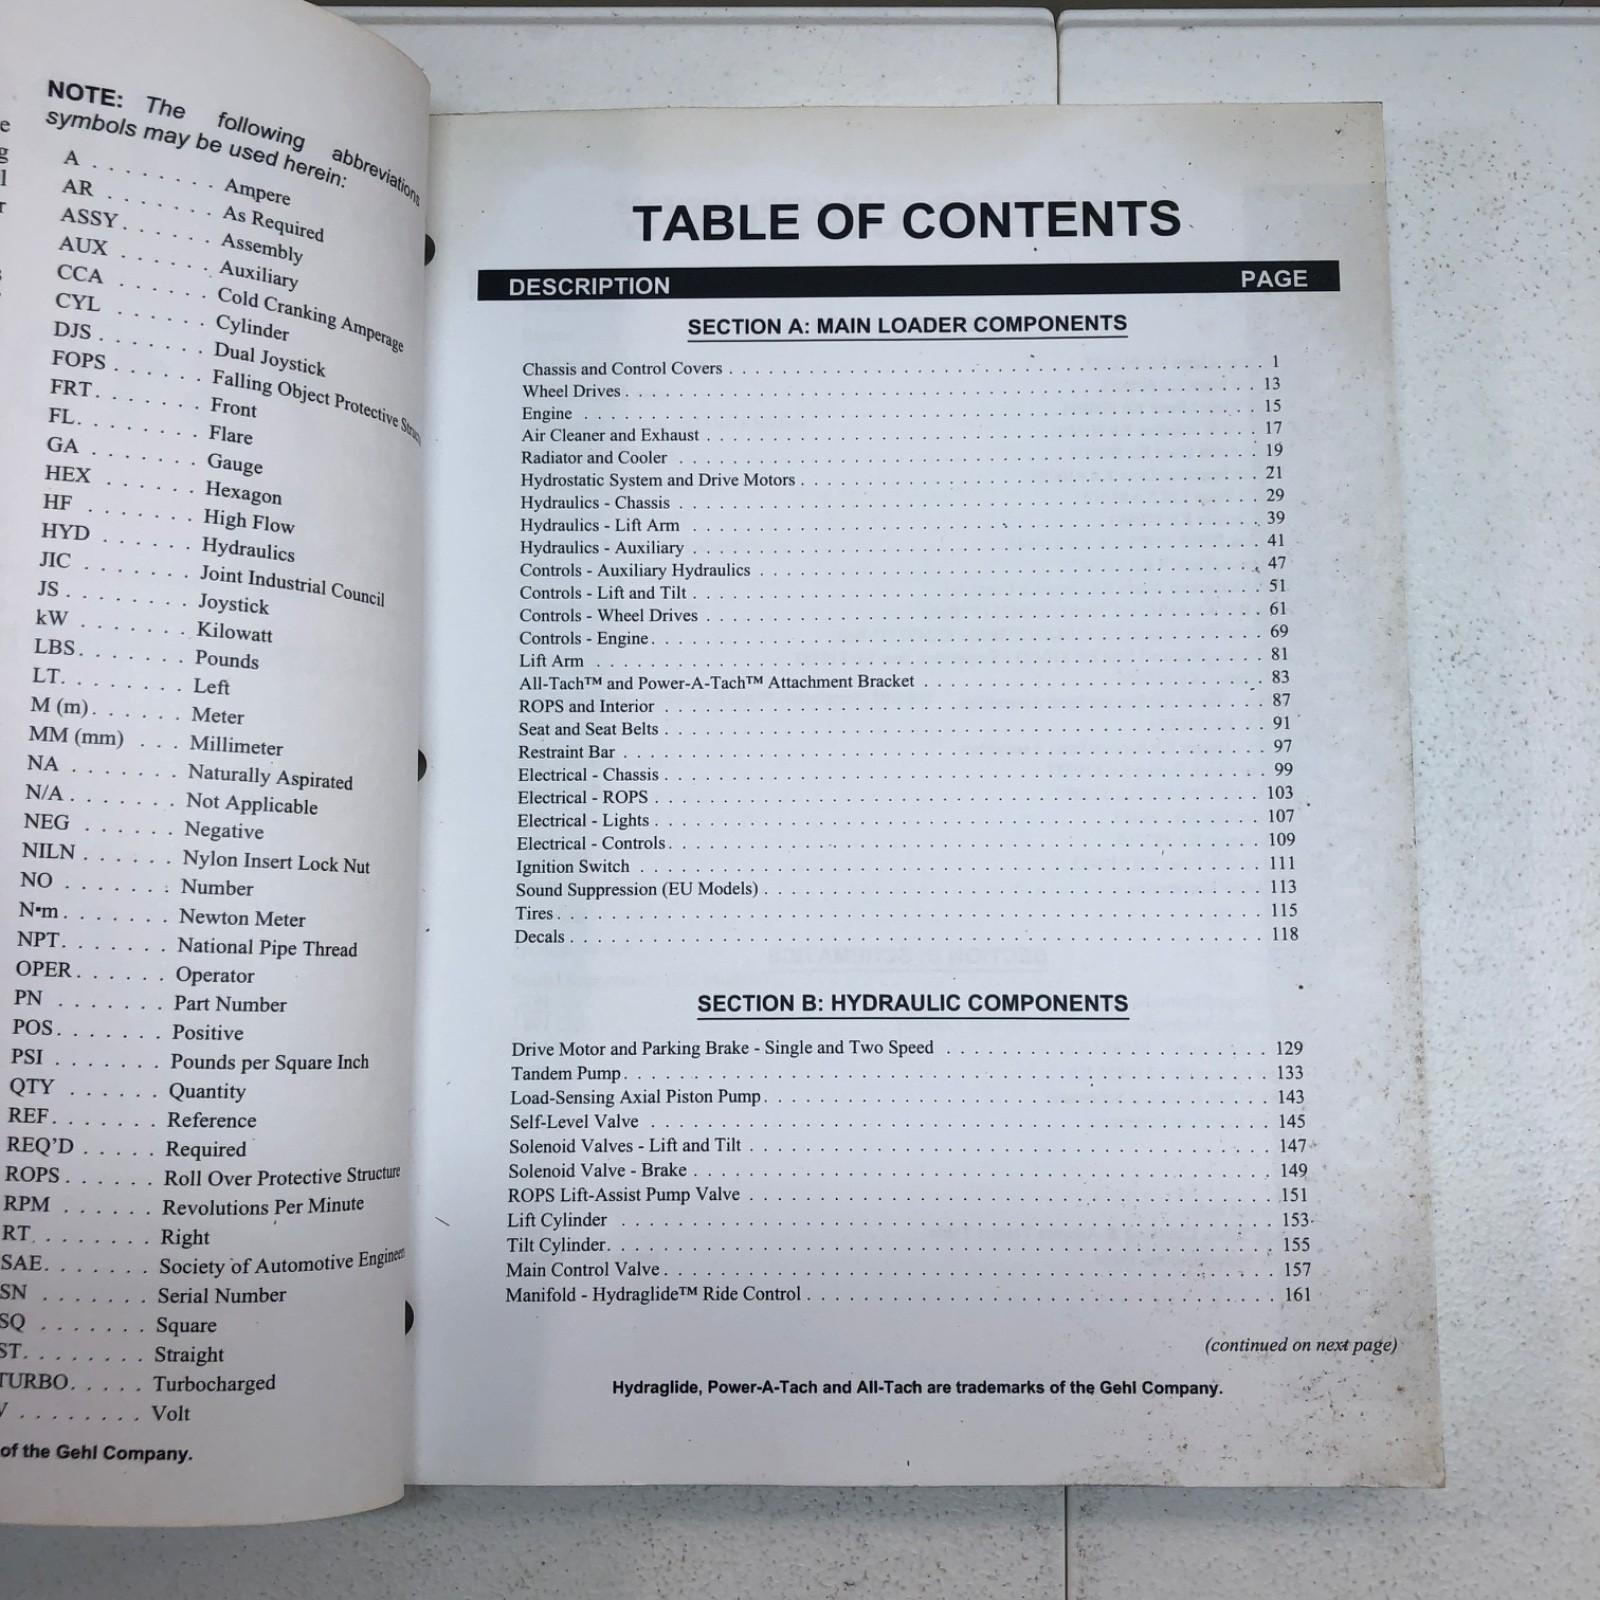 NOTE: The following abbreviations
symbols may be used herein:
A . . . . . . . . Ampere
AR . . . . . . . As Required
ASSY . . . . . . Assembly
AUX . . . . . . Auxiliary
CCA . . . . . . Cold Cranking Amperage
CYL . . . . . . Cylinder
DJS . . . . . . . Dual Joystick
FOPS . . . . . . Falling Object Protective
FRT. . . . . . . Front
FL. . . . . . . . Flare
GA . . . . . . . Gauge
HEX . . . . . . Hexagon
HF . . . . . . . High Flow
HYD . . . . . . Hydraulics
JIC . . . . . . . Joint Industrial Council
JS . . . . . . . . Joystick
kW . . . . . . . Kilowatt
LBS. . . . . . . Pounds
LT. . . . . . . . Left
M (m). . . . . . Meter
MM (mm) . . . Millimeter
NA . . . . . . . Naturally Aspirated
N/A . . . . . . . Not Applicable
NEG . . . . . . Negative
NILN . . . . . . Nylon Insert Lock Nut
NO . . . . . . . Number
N▪m. . . . . . . Newton Meter
NPT. . . . . . . National Pipe Thread
OPER. . . . . . Operator
PN . . . . . . . Part Number
POS. . . . . . . Positive
PSI . . . . . . . Pounds per Square Inch
QTY . . . . . . Quantity
REF. . . . . . . Reference
REQ'D . . . . . Required
ROPS . . . . . . Roll Over Protective Structure
RPM . . . . . . Revolutions Per Minute
RT. . . . . . . . Right
SAE. . . . . . . Society of Automotive Engineers
SN . . . . . . . Serial Number
SQ . . . . . . . Square
ST. . . . . . . . Straight
TURBO. . . . . Turbocharged
V . . . . . . . . Volt
of the Gehl Company.
TABLE OF CONTENTS
DESCRIPTION PAGE
SECTION A: MAIN LOADER COMPONENTS
Chassis and Control Covers . . . . . . . . 1
Wheel Drives . . . . . . . . 13
Engine . . . . . . . . 15
Air Cleaner and Exhaust . . . . . . . . 17
Radiator and Cooler . . . . . . . . 19
Hydrostatic System and Drive Motors . . . . . . . . 21
Hydraulics - Chassis . . . . . . . . 29
Hydraulics - Lift Arm . . . . . . . . 39
Hydraulics - Auxiliary . . . . . . . . 41
Controls - Auxiliary Hydraulics . . . . . . . . 47
Controls - Lift and Tilt . . . . . . . . 51
Controls - Wheel Drives . . . . . . . . 61
Controls - Engine . . . . . . . . 69
Lift Arm . . . . . . . . 81
All-Tach™ and Power-A-Tach™ Attachment Bracket . . . . . . . . 83
ROPS and Interior . . . . . . . . 87
Seat and Seat Belts . . . . . . . . 91
Restraint Bar . . . . . . . . 97
Electrical - Chassis . . . . . . . . 99
Electrical - ROPS . . . . . . . . 103
Electrical - Lights . . . . . . . . 107
Electrical - Controls . . . . . . . . 109
Ignition Switch . . . . . . . . 111
Sound Suppression (EU Models) . . . . . . . . 113
Tires . . . . . . . . 115
Decals . . . . . . . . 118
SECTION B: HYDRAULIC COMPONENTS
Drive Motor and Parking Brake - Single and Two Speed . . . . . . . . 129
Tandem Pump . . . . . . . . 133
Load-Sensing Axial Piston Pump . . . . . . . . 143
Self-Level Valve . . . . . . . . 145
Solenoid Valves - Lift and Tilt . . . . . . . . 147
Solenoid Valve - Brake . . . . . . . . 149
ROPS Lift-Assist Pump Valve . . . . . . . . 151
Lift Cylinder . . . . . . . . 153
Tilt Cylinder . . . . . . . . 155
Main Control Valve . . . . . . . . 157
Manifold - Hydraglide™ Ride Control . . . . . . . . 161
(continued on next page)
Hydraglide, Power-A-Tach and All-Tach are trademarks of the Gehl Company.